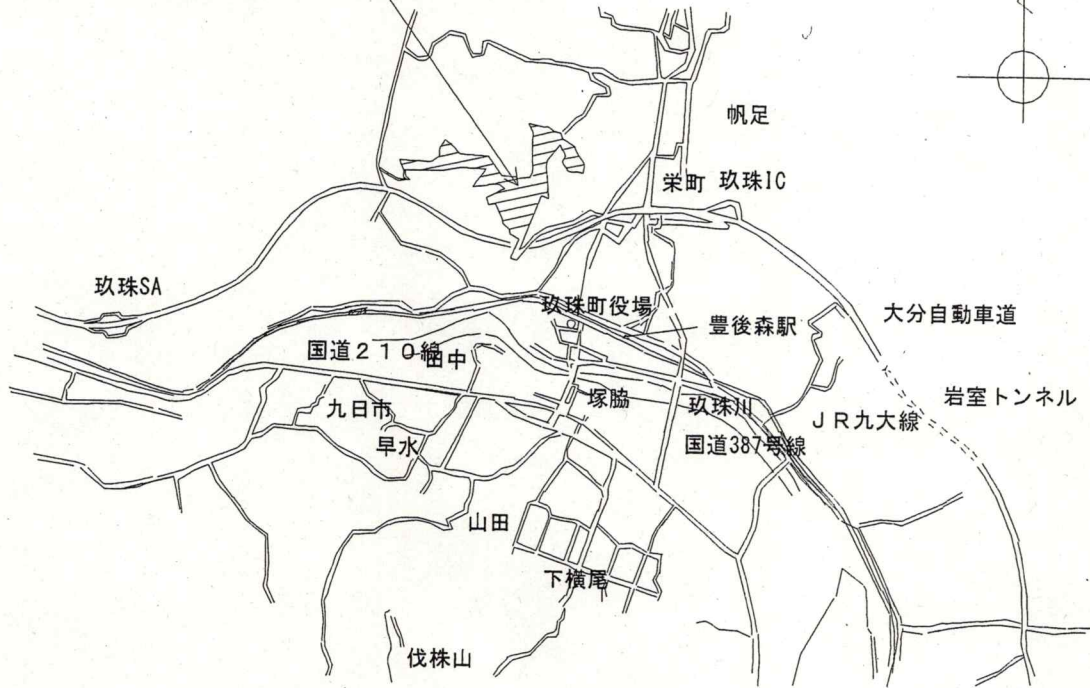 帆足
栄町
玖珠IC
玖珠SA
玖珠町役場
豊後森駅
大分自動車道
国道210線
田中
岩室トンネル
九日市
塚脇
玖珠川
JR九大線
早水
国道387号線
山田
下横尾
伐株山